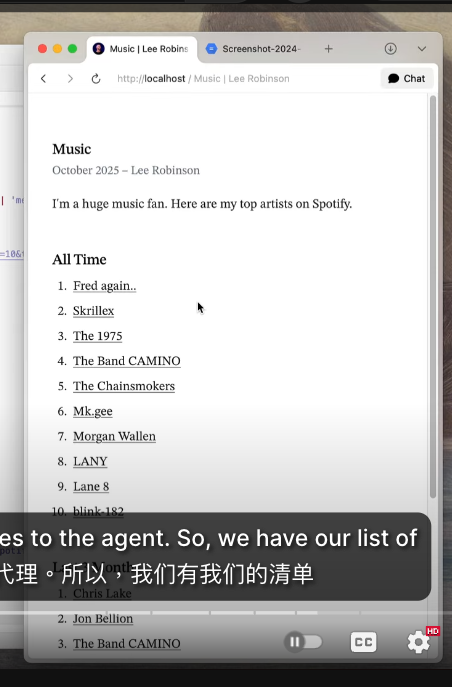 Music | Lee Robins
Screenshot-2024-
http://localhost / Music | Lee Robinson
Chat
Music
October 2025 – Lee Robinson
I'm a huge music fan. Here are my top artists on Spotify.
All Time
1. Fred again..
2. Skrillex
3. The 1975
4. The Band CAMINO
5. The Chainsmokers
6. Mk.gee
7. Morgan Wallen
8. LANY
9. Lane 8
10. blink-182
es to the agent. So, we have our list of
代理。所以，我们有我们的清单
1. Chris Lake
2. Jon Bellion
3. The Band CAMINO
CC
HD